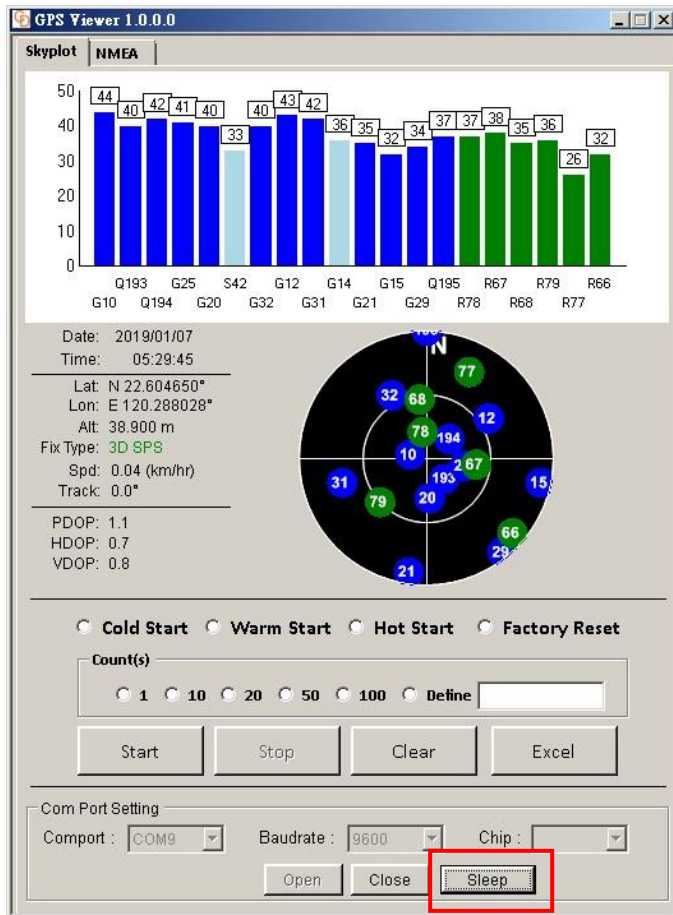 GPS Viewer 1.0.0.0
Skyplot NMEA
50
40
30
20
10
0
44 40 42 41 40 33 40 43 42 36 35 32 34 37 37 38 35 36 26 32
Q193 G25 S42 G12 G14 G15 Q195 R67 R79 R66
G10 Q194 G20 G32 G31 G21 G29 R78 R68 R77
Date: 2019/01/07
Time: 05:29:45
Lat: N 22.604650°
Lon: E 120.288028°
Alt: 38.900 m
Fix Type: 3D SPS
Spd: 0.04 (km/hr)
Track: 0.0°
PDOP: 1.1
HDOP: 0.7
VDOP: 0.8
N
77
32 68
12
78 194
10
67
193
31 15
20
79
66
29
21
Cold Start Warm Start Hot Start Factory Reset
Count(s)
1 10 20 50 100 Define
Start Stop Clear Excel
Com Port Setting
Comport : COM9 Baudrate : 9600 Chip :
Open Close Sleep